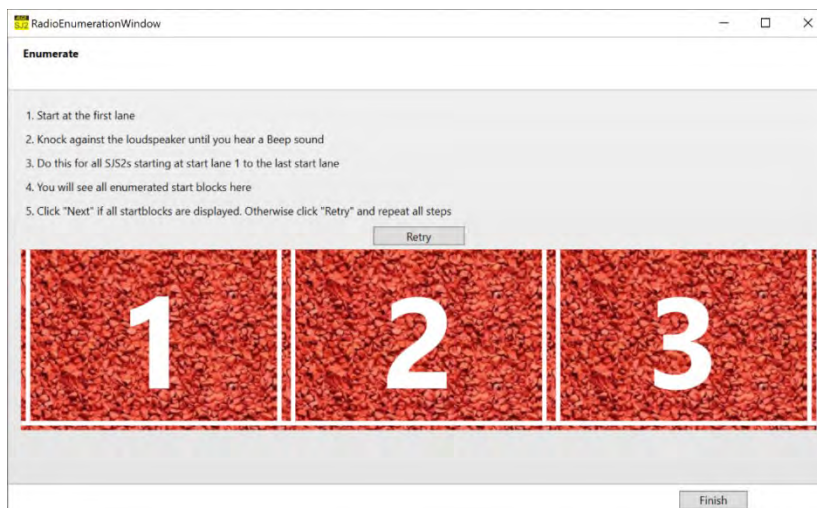 SJ2 RadioEnumerationWindow
Enumerate
1. Start at the first lane
2. Knock against the loudspeaker until you hear a Beep sound
3. Do this for all SJS2s starting at start lane 1 to the last start lane
4. You will see all enumerated start blocks here
5. Click "Next" if all startblocks are displayed. Otherwise click "Retry" and repeat all steps
Retry
1 2 3
Finish